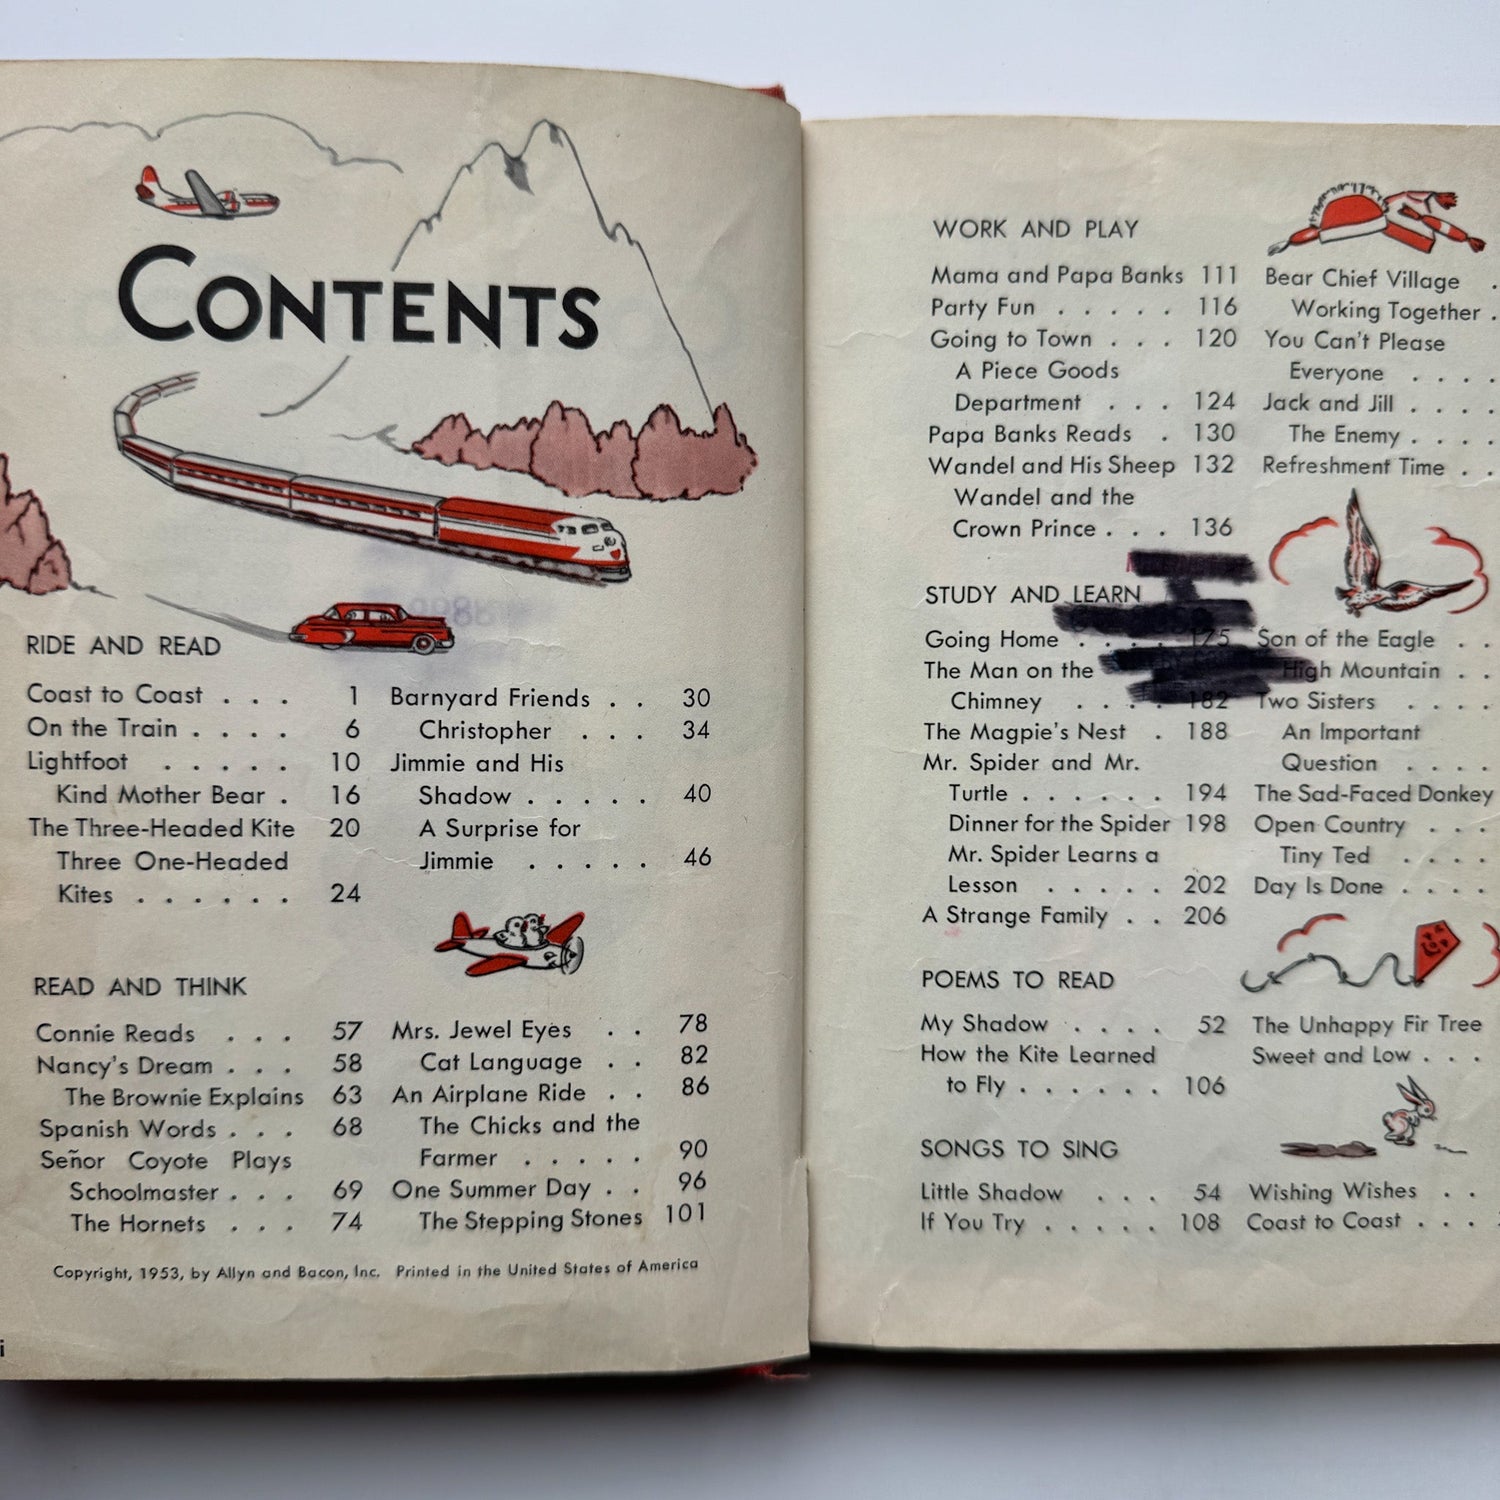 CONTENTS
RIDE AND READ
Coast to Coast . . . 1
On the Train . . . . 6
Lightfoot . . . . . 10
Kind Mother Bear . 16
The Three-Headed Kite 20
Three One-Headed
Kites . . . . . . 24
Barnyard Friends . . 30
Christopher . . . 34
Jimmie and His
Shadow . . . . . 40
A Surprise for
Jimmie . . . . . 46
READ AND THINK
Connie Reads . . . 57
Nancy's Dream . . . 58
The Brownie Explains 63
Spanish Words . . . 68
Señor Coyote Plays
Schoolmaster . . . 69
The Hornets . . . 74
Mrs. Jewel Eyes . . 78
Cat Language . . 82
An Airplane Ride . . 86
The Chicks and the
Farmer . . . . . 90
One Summer Day . . 96
The Stepping Stones 101
Copyright, 1953, by Allyn and Bacon, Inc. Printed in the United States of America
i
WORK AND PLAY
Mama and Papa Banks 111
Party Fun . . . . . 116
Going to Town . . . 120
A Piece Goods
Department . . . 124
Papa Banks Reads . 130
Wandel and His Sheep 132
Wandel and the
Crown Prince . . . 136
Bear Chief Village .
Working Together .
You Can't Please
Everyone . . . .
Jack and Jill . . . .
The Enemy . . . .
Refreshment Time . .
STUDY AND LEARN
Going Home . . . . 175
The Man on the
Chimney . . . . 182
The Magpie's Nest . 188
Mr. Spider and Mr.
Turtle . . . . . . 194
Dinner for the Spider 198
Mr. Spider Learns a
Lesson . . . . . 202
A Strange Family . . 206
Son of the Eagle . .
High Mountain . .
Two Sisters . . . .
An Important
Question . . . .
The Sad-Faced Donkey
Open Country . . .
Tiny Ted . . . .
Day Is Done . . . .
POEMS TO READ
My Shadow . . . . 52
How the Kite Learned
to Fly . . . . . . 106
The Unhappy Fir Tree
Sweet and Low . . .
SONGS TO SING
Little Shadow . . . 54
If You Try . . . . . 108
Wishing Wishes . .
Coast to Coast . . .